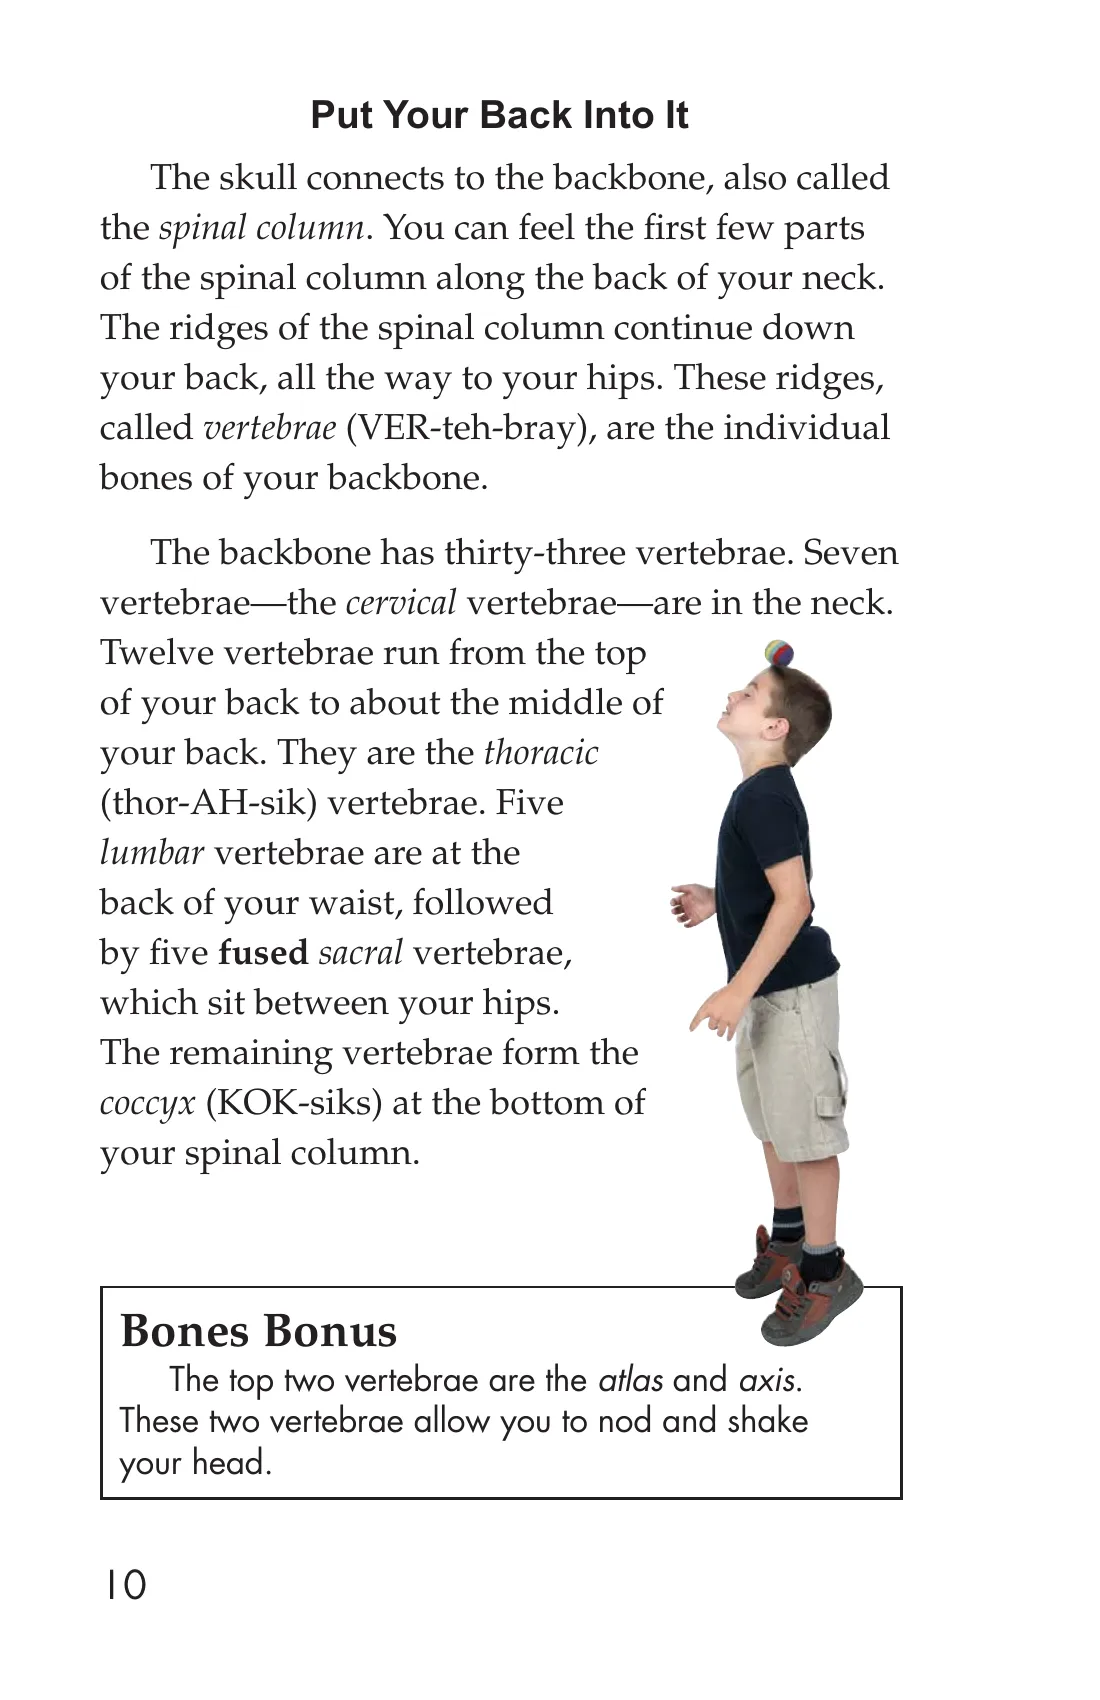 Put Your Back Into It
The skull connects to the backbone, also called
the spinal column. You can feel the first few parts
of the spinal column along the back of your neck.
The ridges of the spinal column continue down
your back, all the way to your hips. These ridges,
called vertebrae (VER-teh-bray), are the individual
bones of your backbone.
The backbone has thirty-three vertebrae. Seven
vertebrae—the cervical vertebrae—are in the neck.
Twelve vertebrae run from the top
of your back to about the middle of
your back. They are the thoracic
(thor-AH-sik) vertebrae. Five
lumbar vertebrae are at the
back of your waist, followed
by five fused sacral vertebrae,
which sit between your hips.
The remaining vertebrae form the
coccyx (KOK-siks) at the bottom of
your spinal column.
Bones Bonus
The top two vertebrae are the atlas and axis.
These two vertebrae allow you to nod and shake
your head.
10